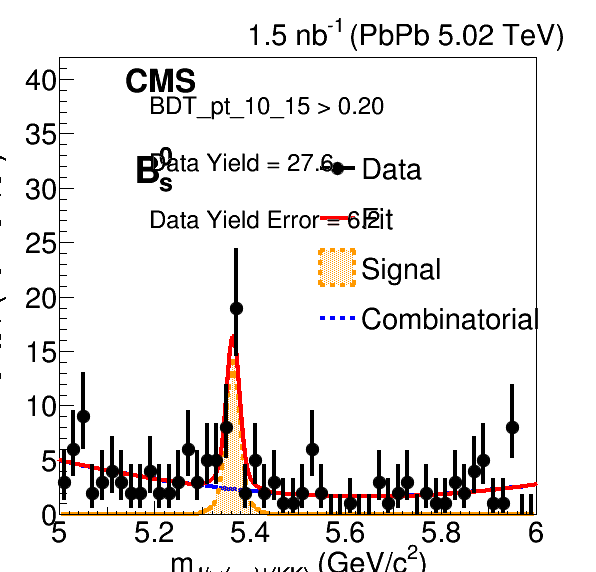 1.5 nb⁻¹ (PbPb 5.02 TeV)
CMS
BDT_pt_10_15 > 0.20
B⁰ₛ
Data Yield = 27.6
Data Yield Error = 6.2
Data
Fit
Signal
Combinatorial
40
35
30
25
20
15
10
5
0
5 5.2 5.4 5.6 5.8 6
(GeV/c²)